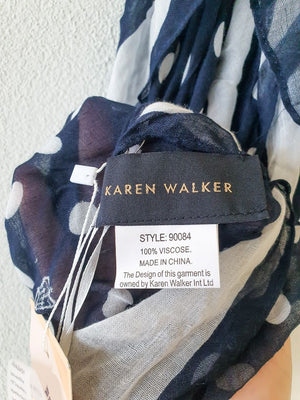 KAREN WALKER
STYLE: 90084
100% VISCOSE.
MADE IN CHINA.
The Design of this garment is
owned by Karen Walker Int Ltd